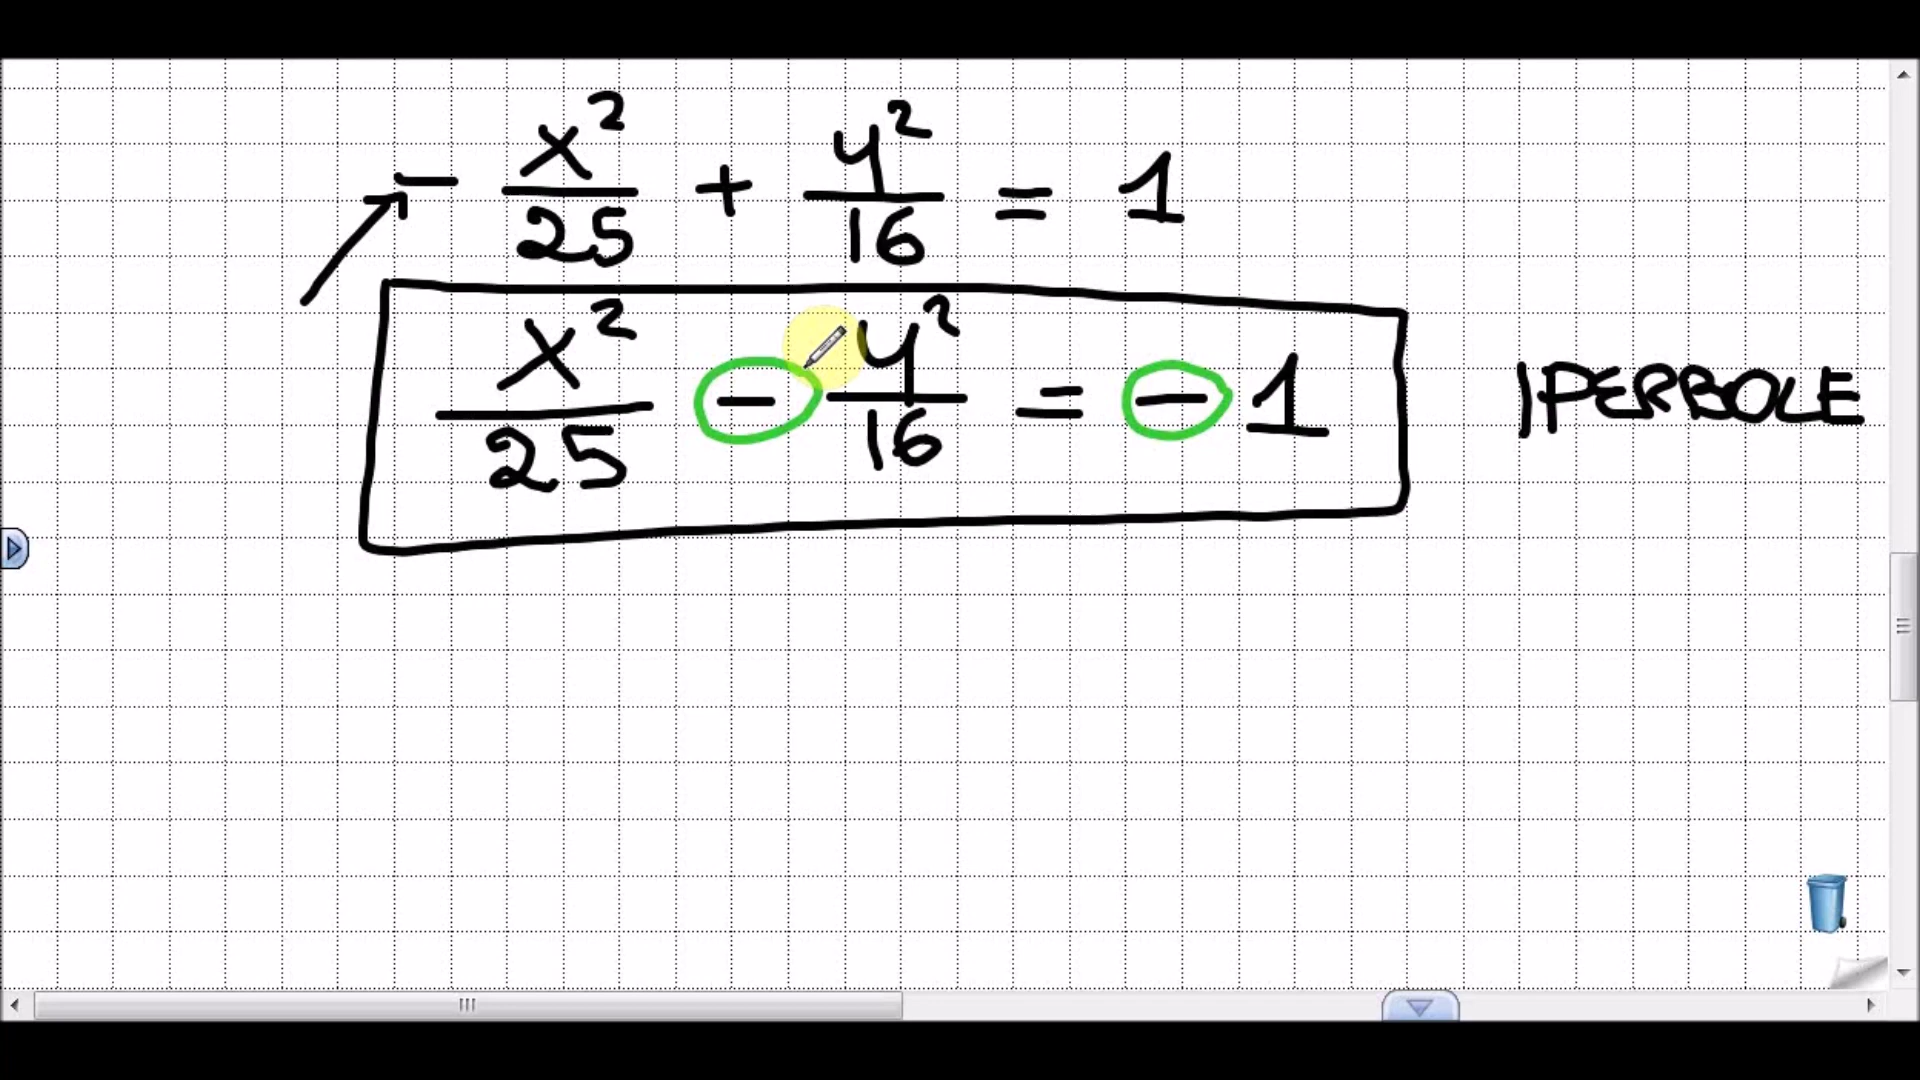 - x²/25 + y²/16 = 1
x²/25 - y²/16 = -1
IPERBOLE